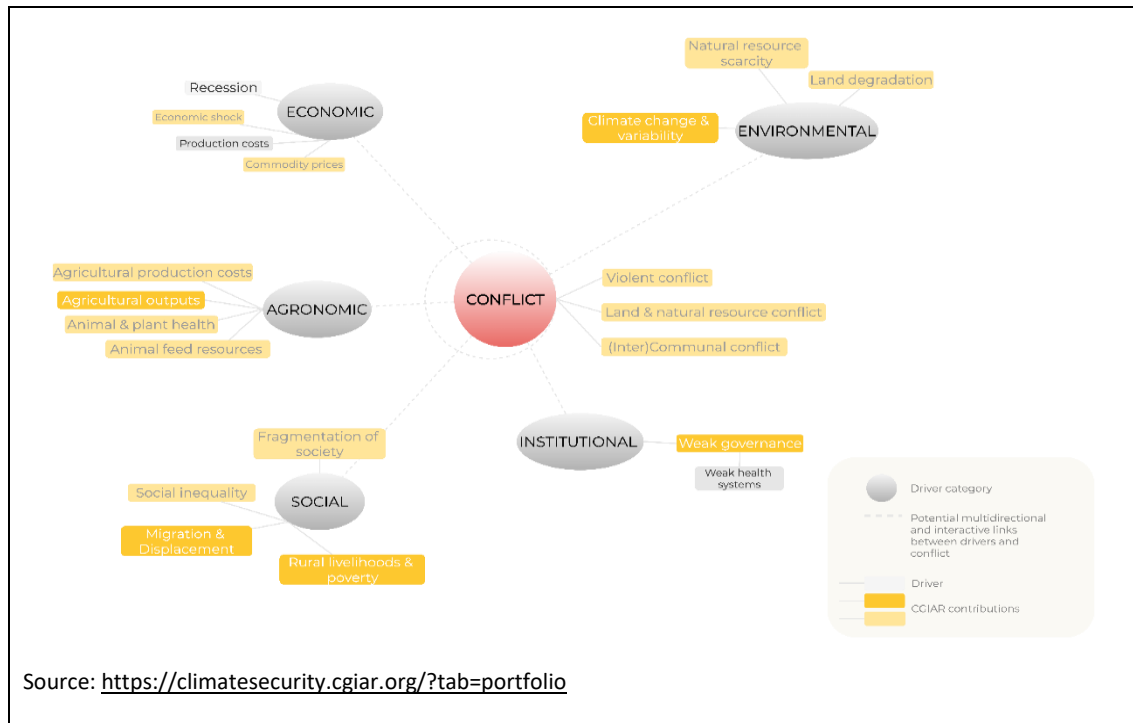 Natural resource
scarcity
Land degradation
Climate change &
variability
ENVIRONMENTAL
Recession
ECONOMIC
Economic shock
Production costs
Commodity prices
Agricultural production costs
Agricultural outputs
AGRONOMIC
Animal & plant health
Animal feed resources
CONFLICT
Violent conflict
Land & natural resource conflict
(Inter)Communal conflict
Fragmentation of
society
Social inequality
SOCIAL
Migration &
Displacement
Rural livelihoods &
poverty
INSTITUTIONAL
Weak governance
Weak health
systems
Driver category
Potential multidirectional
and interactive links
between drivers and
conflict
Driver
CGIAR contributions
Source: https://climatesecurity.cgiar.org/?tab=portfolio